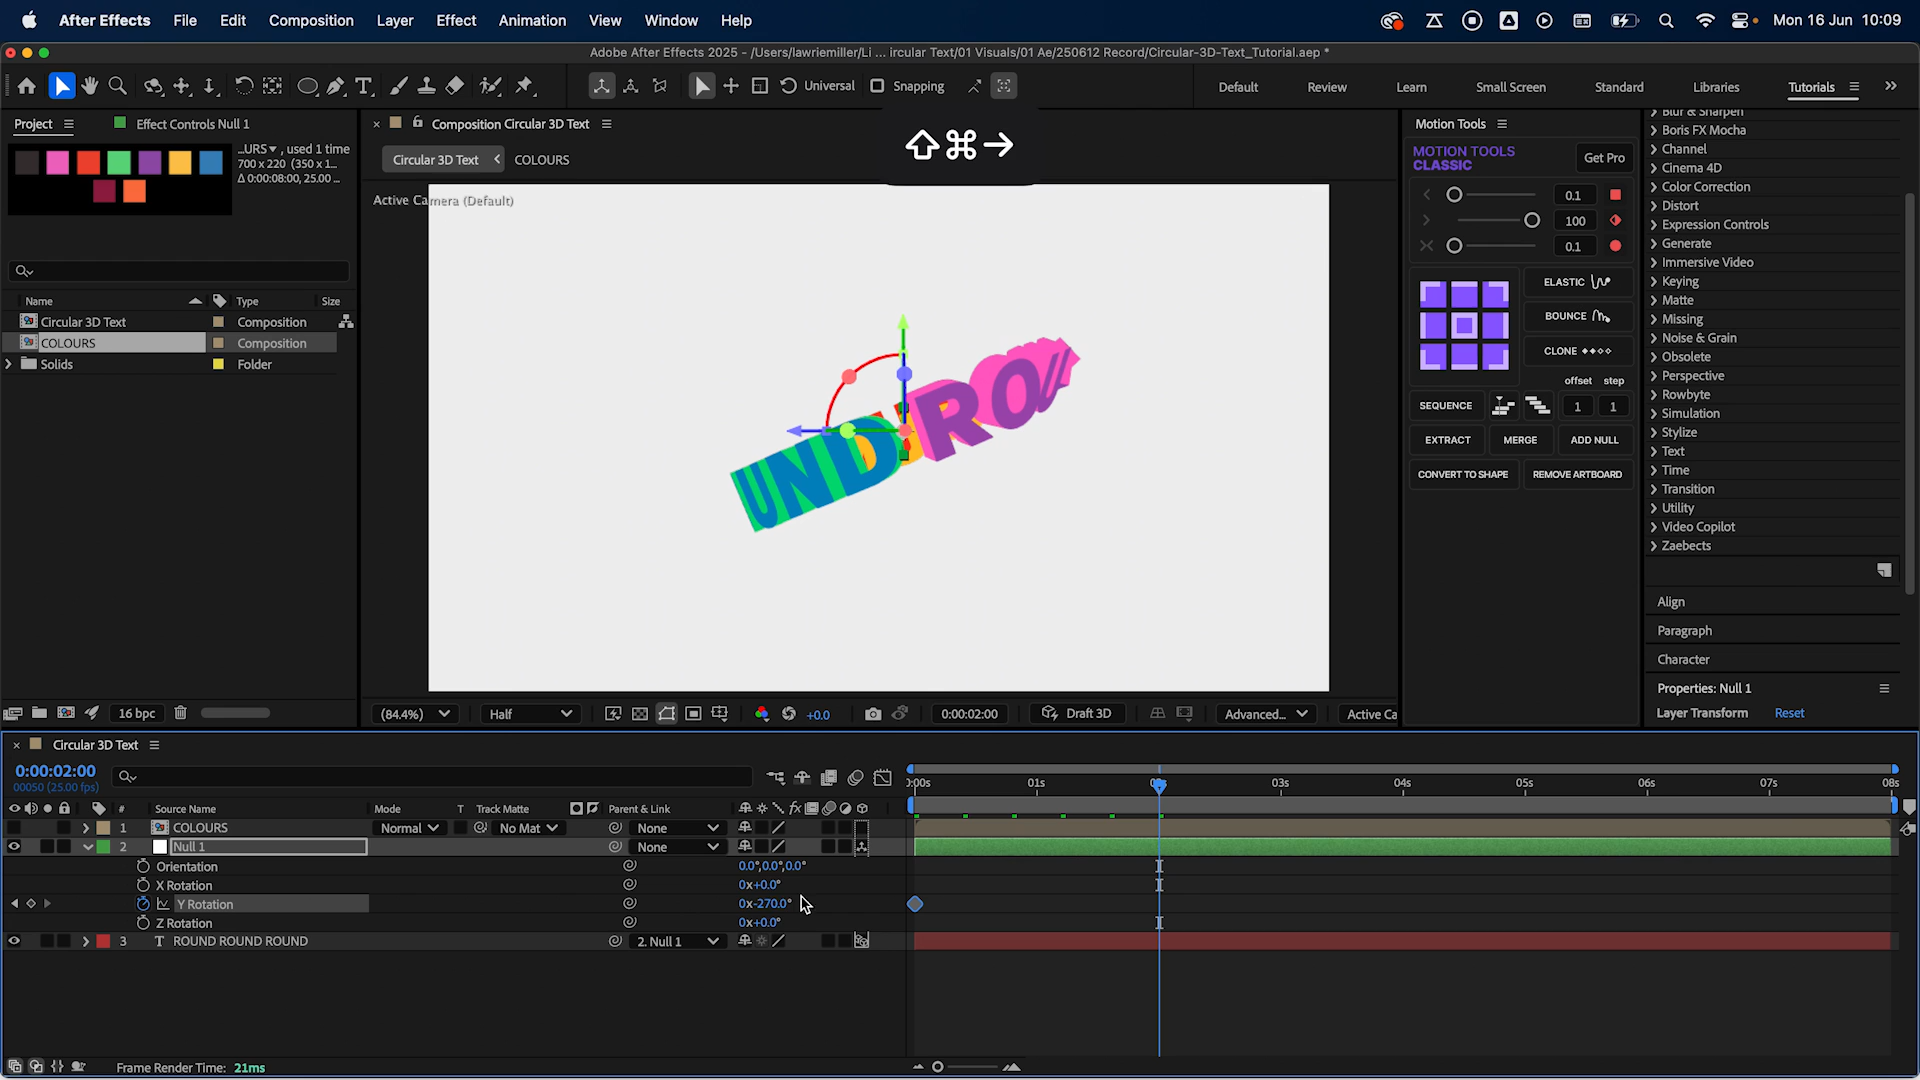 After Effects File Edit Composition Layer Effect Animation View Window Help Mon 16 Jun 10:09
Adobe After Effects 2025 - /Users/lawriemiller/Li ... ircular Text/01 Visuals/01 Ae/250612 Record/Circular-3D-Text_Tutorial.aep *
T Universal Snapping Default Review Learn Small Screen Standard Libraries Tutorials
Project Effect Controls Null 1
Composition Circular 3D Text
⇧⌘→
Circular 3D Text COLOURS
Active Camera (Default)
...URS , used 1 time
700 x 220 (350 x 1...
Δ 0:00:08:00, 25.00 ...
Name Type Size
Circular 3D Text Composition
COLOURS Composition
Solids Folder
16 bpc
UND
ROU
(84.4%) Half +0.0 0:00:02:00 Draft 3D Advanced... Active Ca
Motion Tools
MOTION TOOLS
CLASSIC
Get Pro
0.1
100
0.1
ELASTIC
BOUNCE
CLONE
offset step
SEQUENCE 1 1
EXTRACT MERGE ADD NULL
CONVERT TO SHAPE REMOVE ARTBOARD
Blur & Sharpen
Boris FX Mocha
Channel
Cinema 4D
Color Correction
Distort
Expression Controls
Generate
Immersive Video
Keying
Matte
Missing
Noise & Grain
Obsolete
Perspective
Rowbyte
Simulation
Stylize
Text
Time
Transition
Utility
Video Copilot
Zaebects
Align
Paragraph
Character
Properties: Null 1
Layer Transform Reset
Circular 3D Text
0:00:02:00
00050 (25.00 fps)
):00s 01s 02s 03s 04s 05s 06s 07s 08s
# Source Name Mode T Track Matte Parent & Link
1 COLOURS Normal No Mat None
2 Null 1 None
Orientation 0.0°,0.0°,0.0°
X Rotation 0x+0.0°
Y Rotation 0x-270.0°
Z Rotation 0x+0.0°
3 T ROUND ROUND ROUND 2. Null 1
Frame Render Time: 21ms